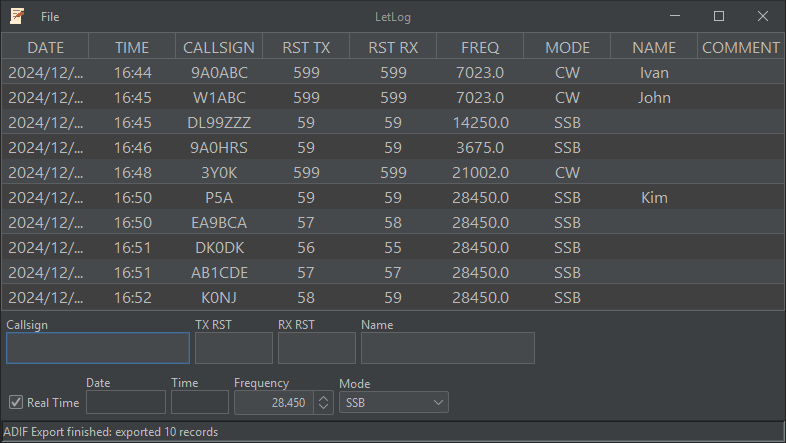 File LetLog
DATE TIME CALLSIGN RST TX RST RX FREQ MODE NAME COMMENT
2024/12/... 16:44 9A0ABC 599 599 7023.0 CW Ivan
2024/12/... 16:45 W1ABC 599 599 7023.0 CW John
2024/12/... 16:45 DL99ZZZ 59 59 14250.0 SSB
2024/12/... 16:46 9A0HRS 59 59 3675.0 SSB
2024/12/... 16:48 3Y0K 599 599 21002.0 CW
2024/12/... 16:50 P5A 59 59 28450.0 SSB Kim
2024/12/... 16:50 EA9BCA 57 58 28450.0 SSB
2024/12/... 16:51 DK0DK 56 55 28450.0 SSB
2024/12/... 16:51 AB1CDE 57 57 28450.0 SSB
2024/12/... 16:52 K0NJ 58 59 28450.0 SSB
Callsign TX RST RX RST Name
Date Time Frequency Mode
Real Time 28.450 SSB
ADIF Export finished: exported 10 records